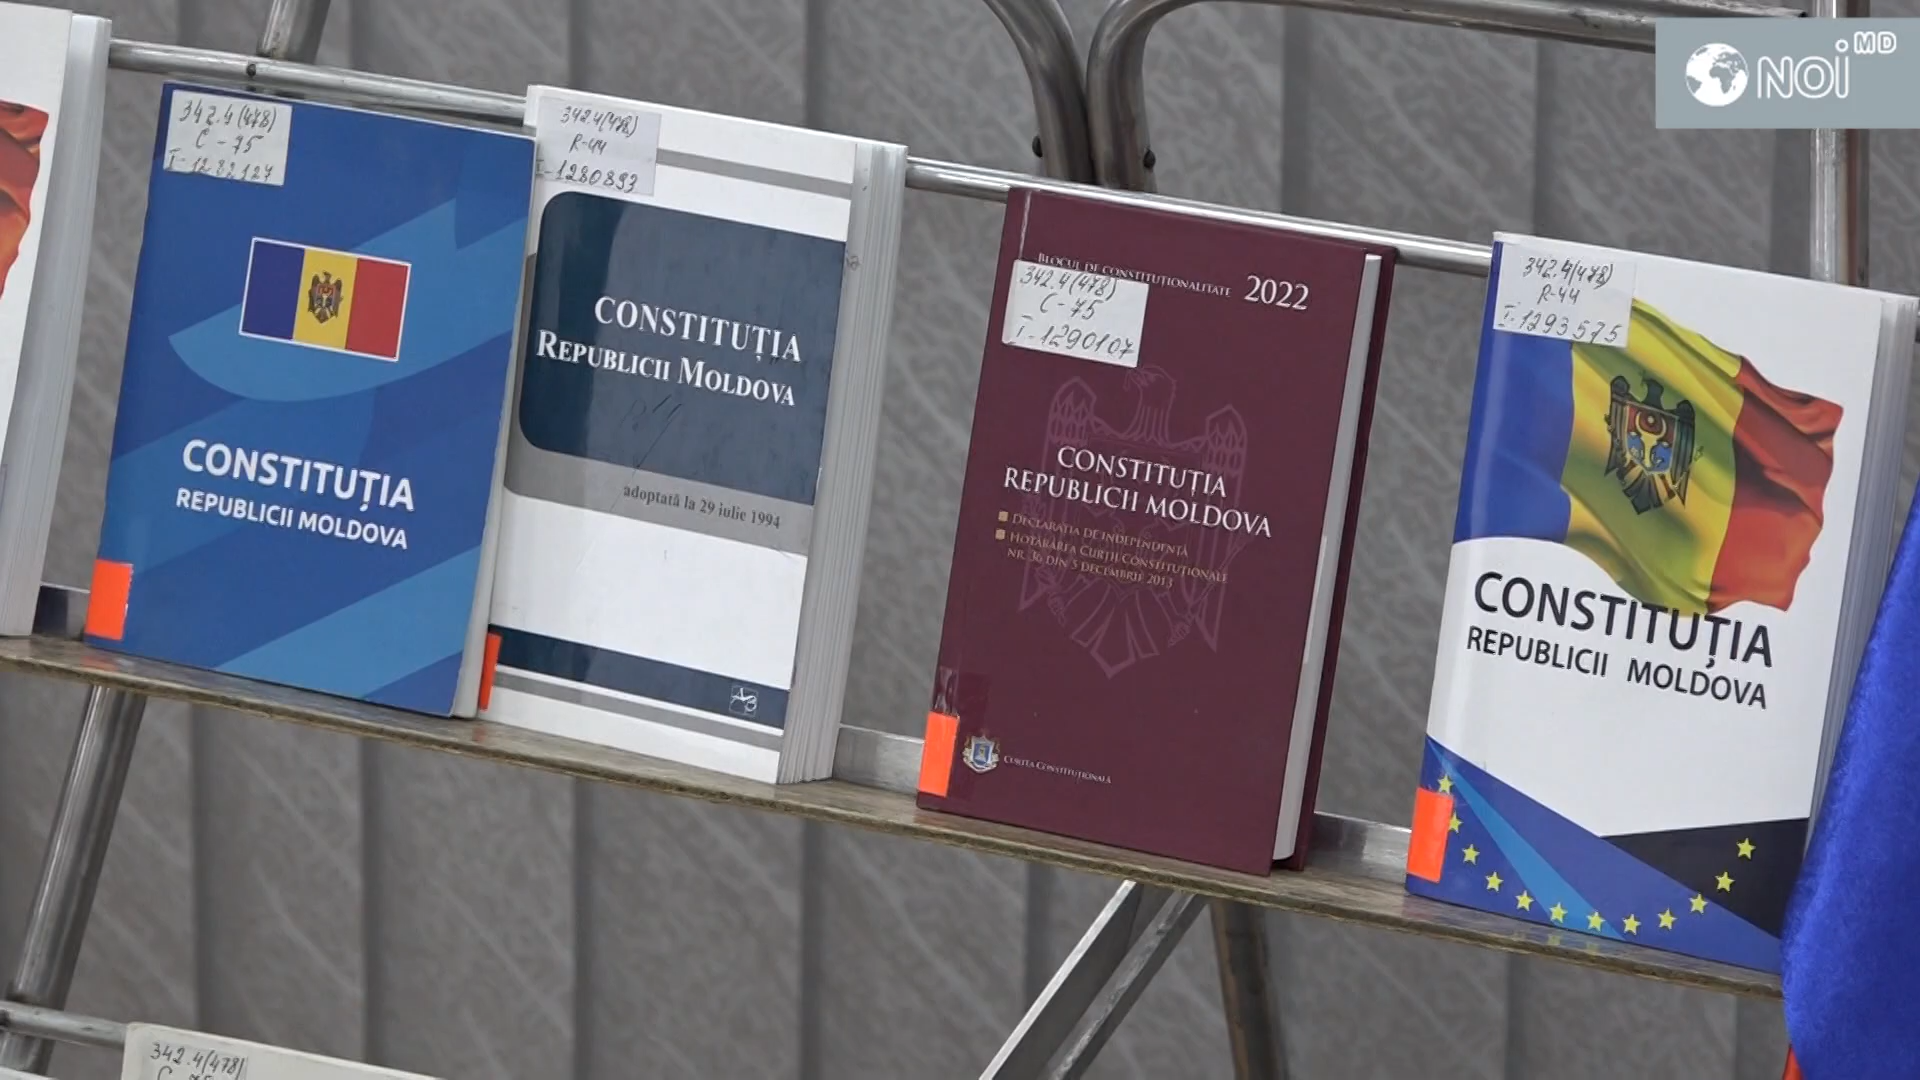 NOI MD
342.4(478)
C-75
I-1282127
CONSTITUȚIA
REPUBLICII MOLDOVA
342.4(478)
R-44
I-1280893
CONSTITUȚIA
REPUBLICII MOLDOVA
adoptată la 29 iulie 1994
BLOCUL DE CONSTITUȚIONALITATE 2022
342.4(478)
C-75
I-1290107
CONSTITUȚIA
REPUBLICII MOLDOVA
DECLARAȚIA DE INDEPENDENȚĂ
HOTĂRÂREA CURȚII CONSTITUȚIONALE
NR. 36 DIN 5 DECEMBRIE 2013
CURTEA CONSTITUȚIONALĂ
342.4(478)
R-44
I-1293575
CONSTITUȚIA
REPUBLICII MOLDOVA
342.4(478)